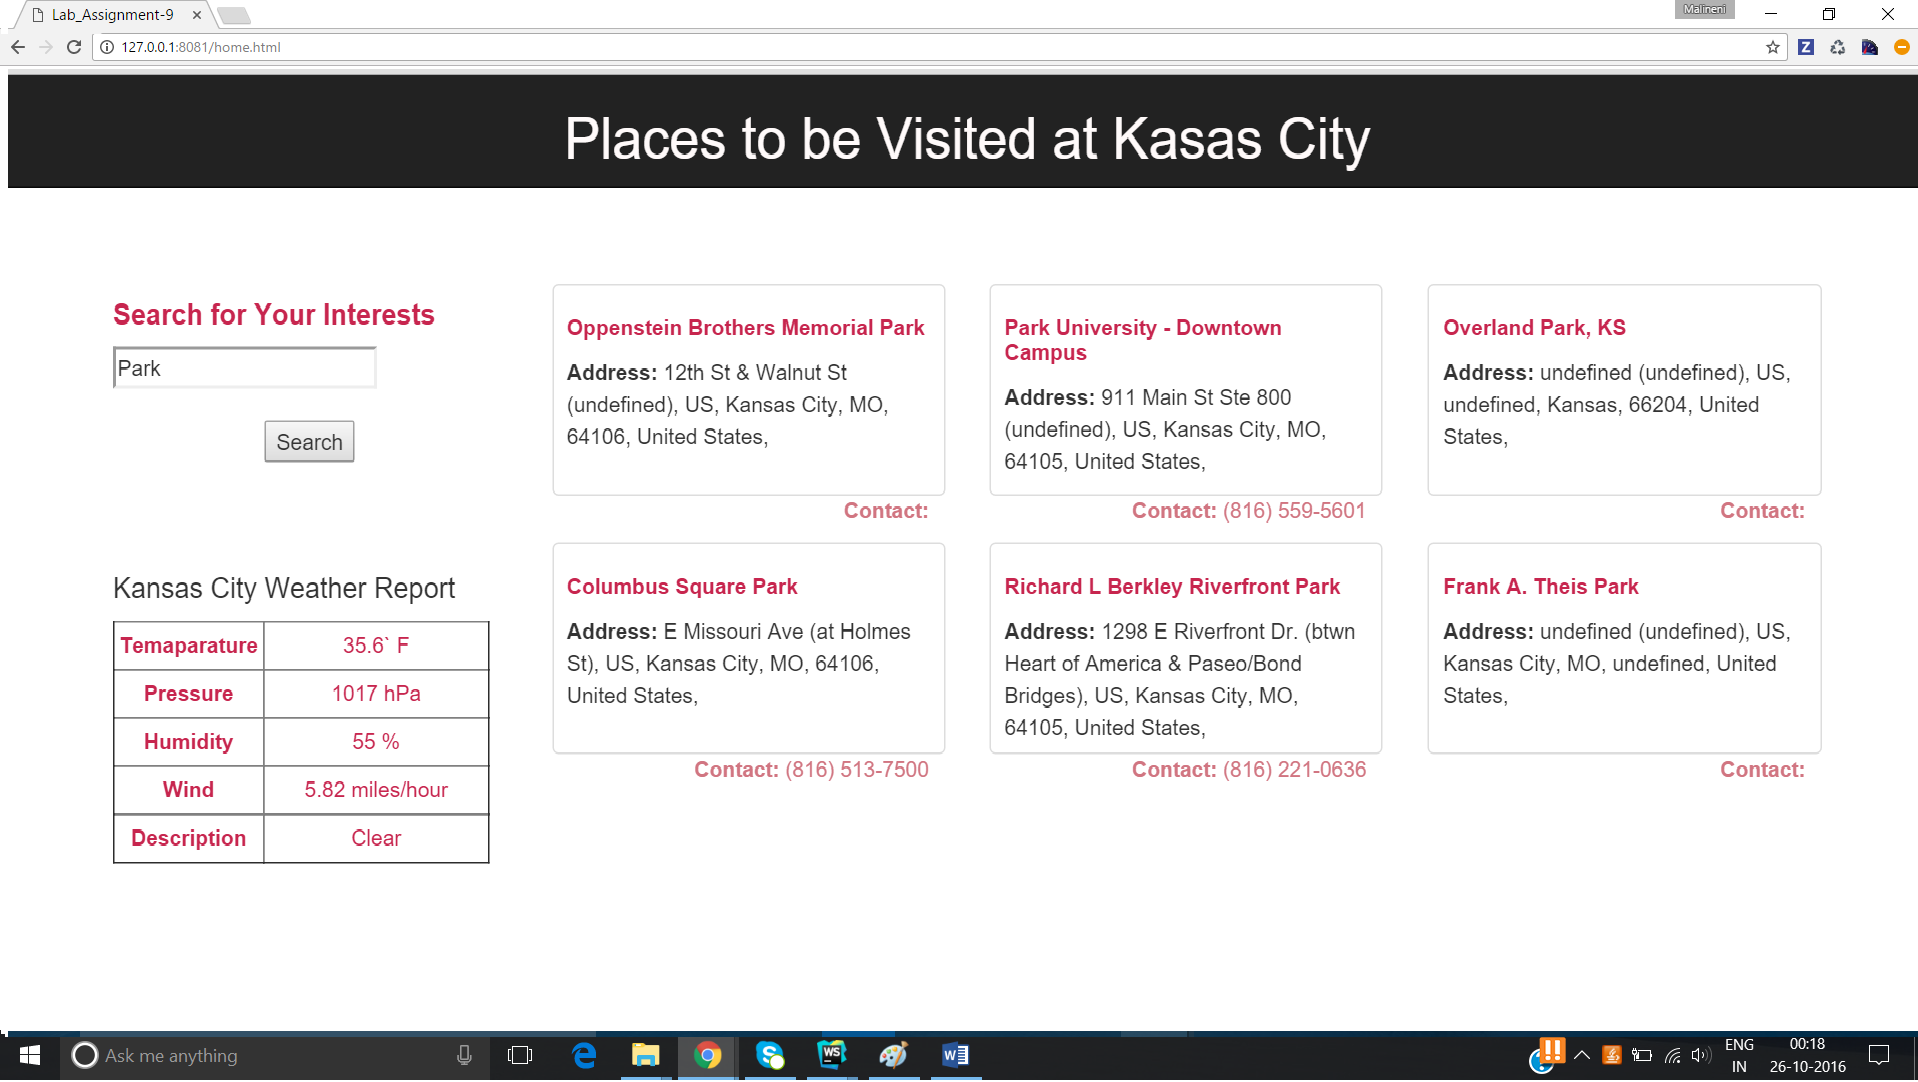 Lab_Assignment-9
Malineni
127.0.0.1:8081/home.html
Places to be Visited at Kasas City
Search for Your Interests
Park
Search
Kansas City Weather Report
Temaparature 35.6` F
Pressure 1017 hPa
Humidity 55 %
Wind 5.82 miles/hour
Description Clear
Oppenstein Brothers Memorial Park
Address: 12th St & Walnut St
(undefined), US, Kansas City, MO,
64106, United States,
Contact:
Park University - Downtown
Campus
Address: 911 Main St Ste 800
(undefined), US, Kansas City, MO,
64105, United States,
Contact: (816) 559-5601
Overland Park, KS
Address: undefined (undefined), US,
undefined, Kansas, 66204, United
States,
Contact:
Columbus Square Park
Address: E Missouri Ave (at Holmes
St), US, Kansas City, MO, 64106,
United States,
Contact: (816) 513-7500
Richard L Berkley Riverfront Park
Address: 1298 E Riverfront Dr. (btwn
Heart of America & Paseo/Bond
Bridges), US, Kansas City, MO,
64105, United States,
Contact: (816) 221-0636
Frank A. Theis Park
Address: undefined (undefined), US,
Kansas City, MO, undefined, United
States,
Contact:
Ask me anything
ENG
IN
00:18
26-10-2016